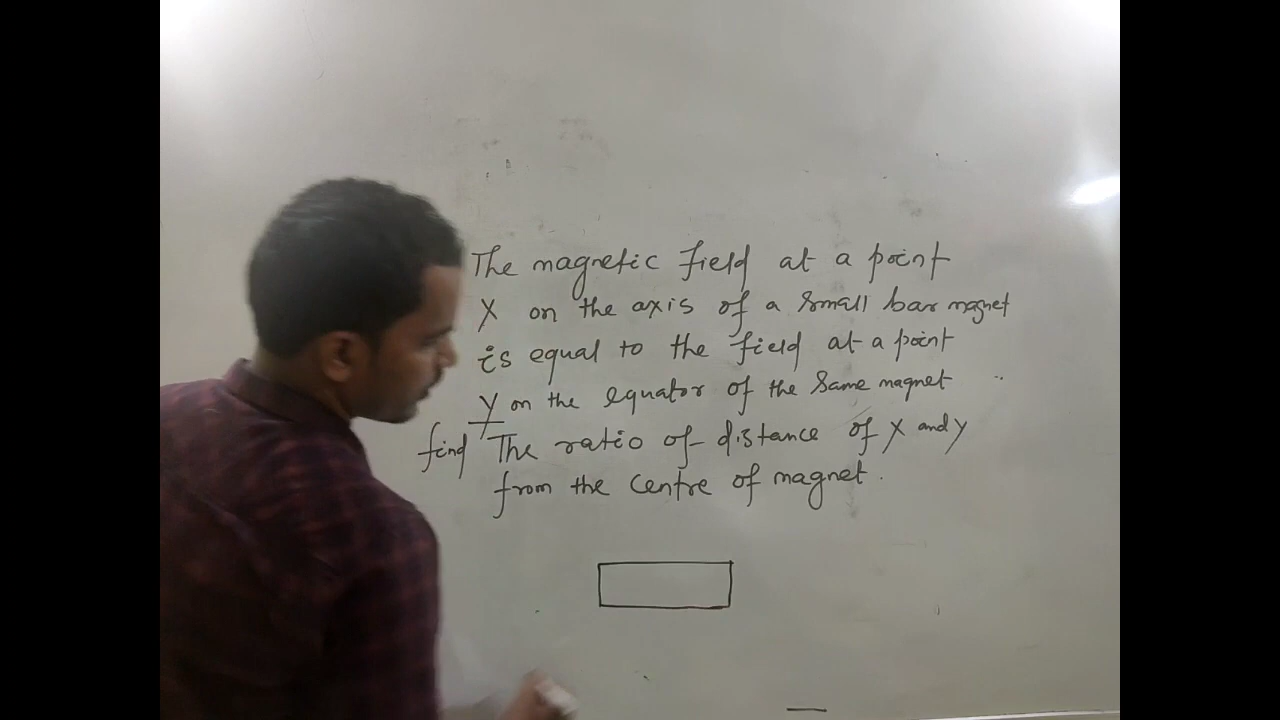 The magnetic field at a point
X on the axis of a small bar magnet
is equal to the field at a point
Y on the equator of the same magnet
find The ratio of distance of X and Y
from the centre of magnet.